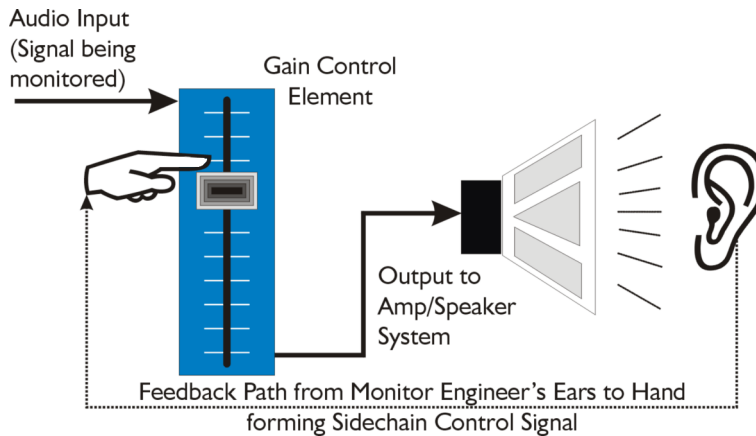 Audio Input
(Signal being
monitored)
Gain Control
Element
Output to
Amp/Speaker
System
Feedback Path from Monitor Engineer's Ears to Hand
forming Sidechain Control Signal